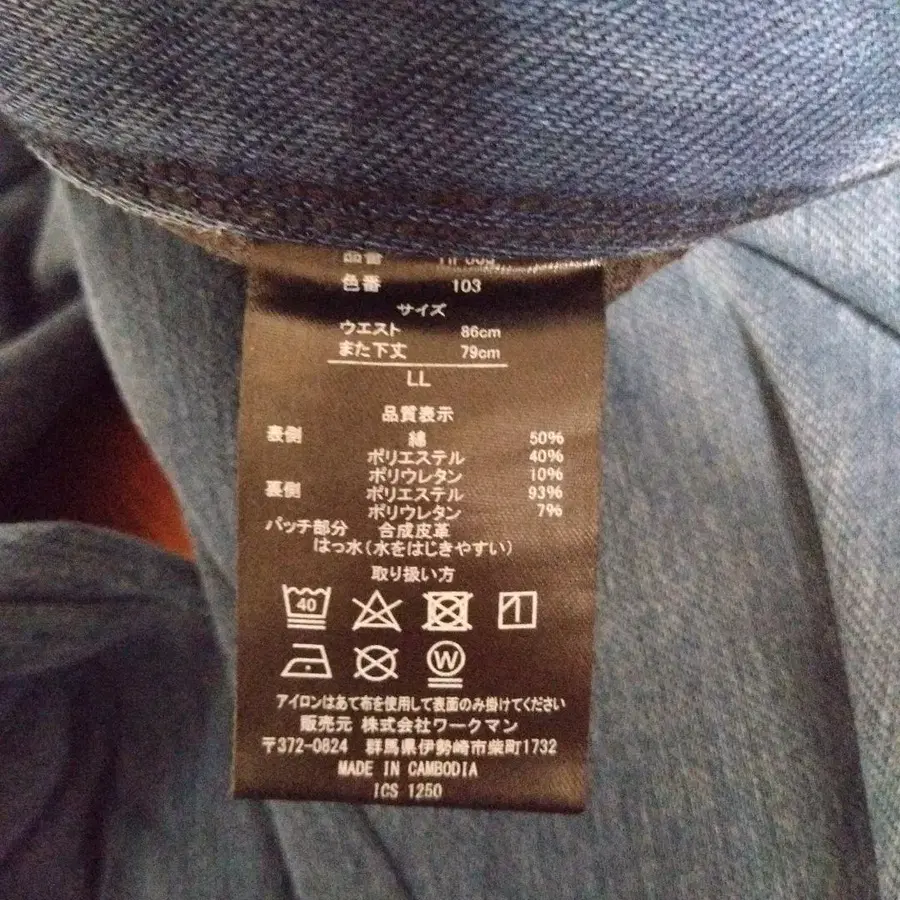 品番
色番 103
サイズ
ウエスト 86cm
また下丈 79cm
LL
品質表示
表側 綿 50%
ポリエステル 40%
ポリウレタン 10%
裏側 ポリエステル 93%
ポリウレタン 7%
パッチ部分 合成皮革
はっ水(水をはじきやすい)
取り扱い方
40
W
アイロンはあて布を使用して表面のみ掛けてください
販売元 株式会社ワークマン
〒372-0824 群馬県伊勢崎市柴町1732
MADE IN CAMBODIA
ICS 1250